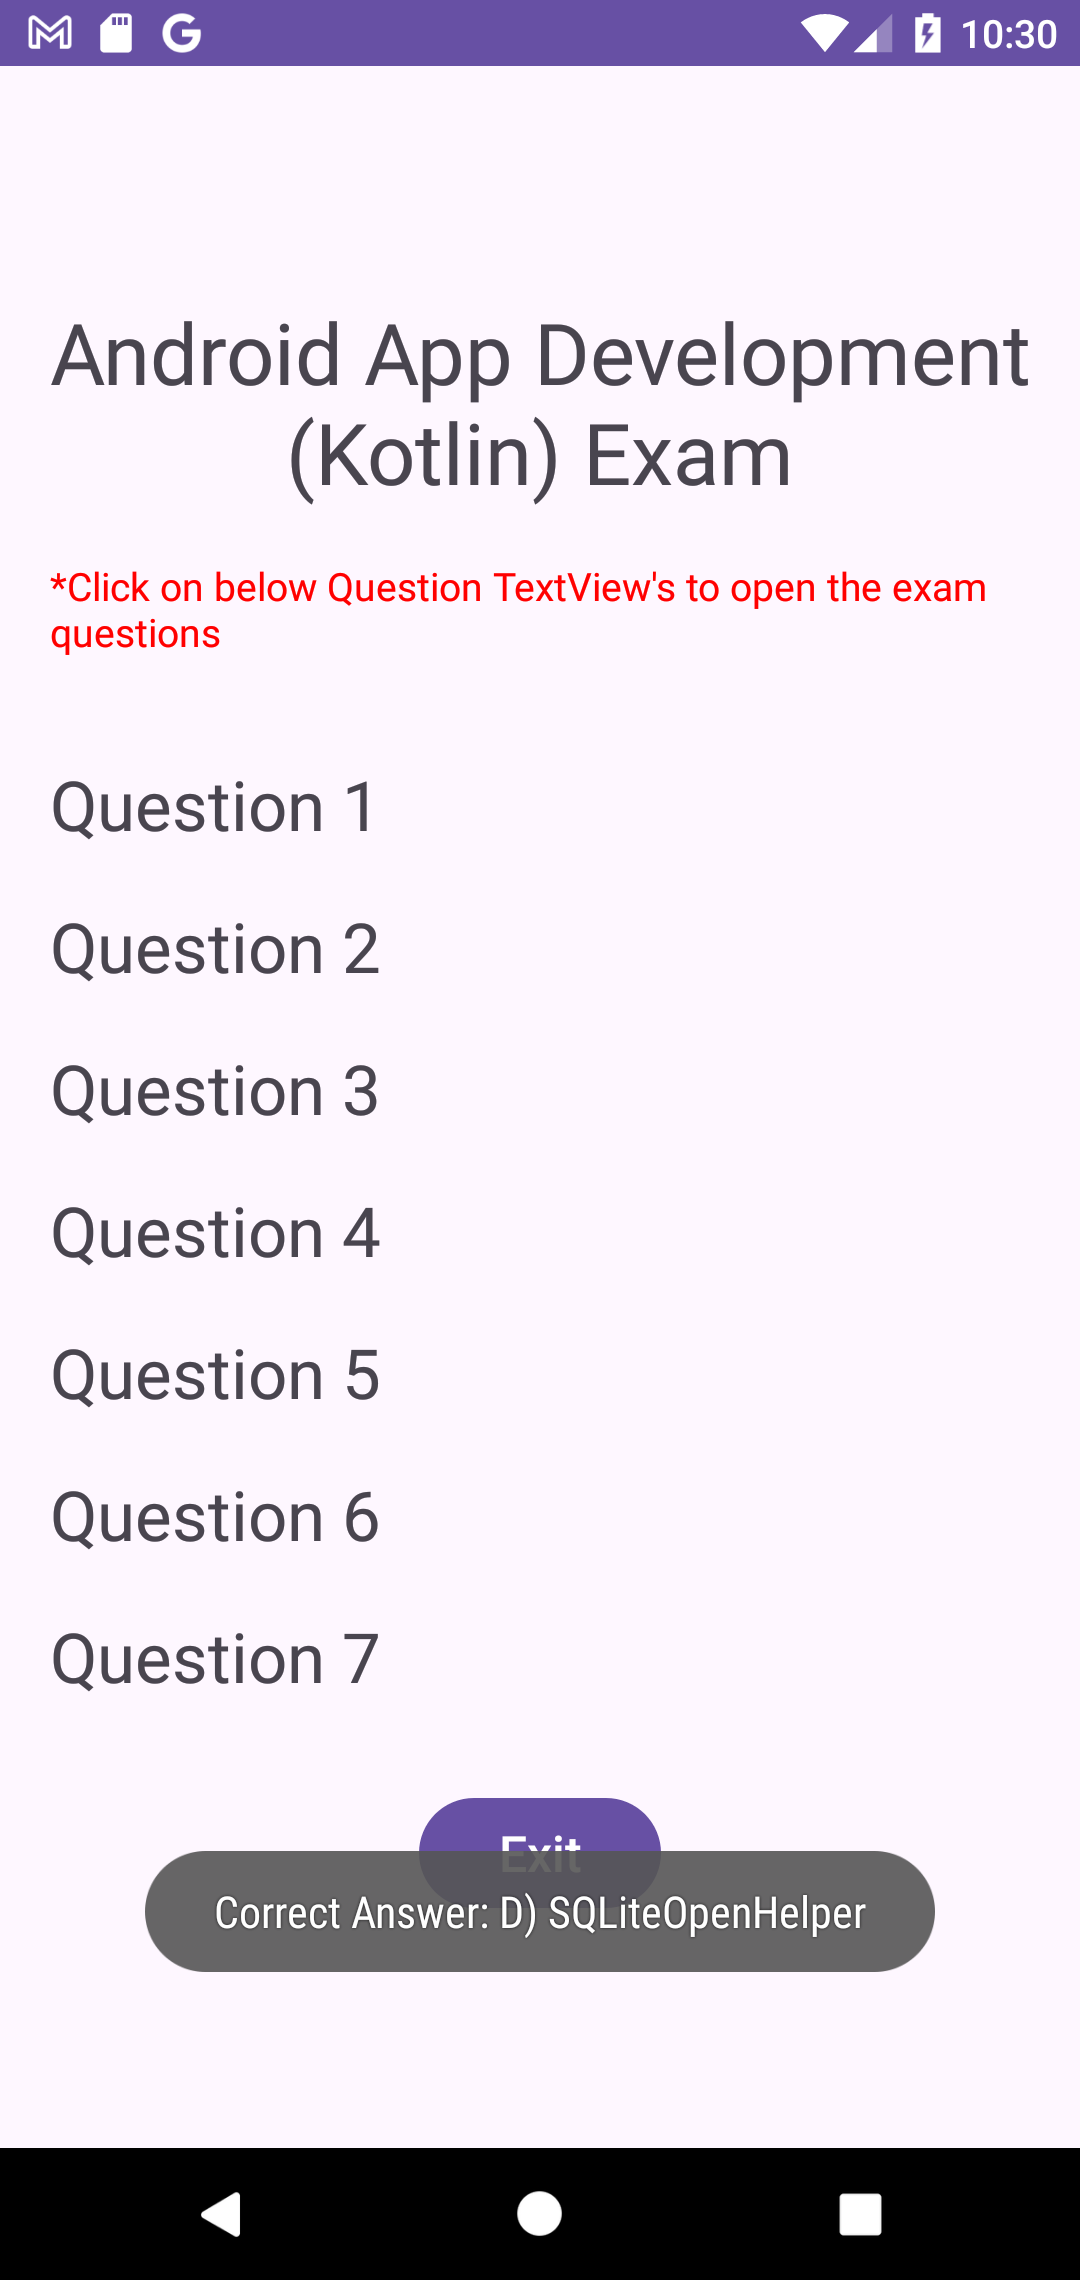 10:30
Android App Development
(Kotlin) Exam
*Click on below Question TextView's to open the exam
questions
Question 1
Question 2
Question 3
Question 4
Question 5
Question 6
Question 7
Exit
Correct Answer: D) SQLiteOpenHelper